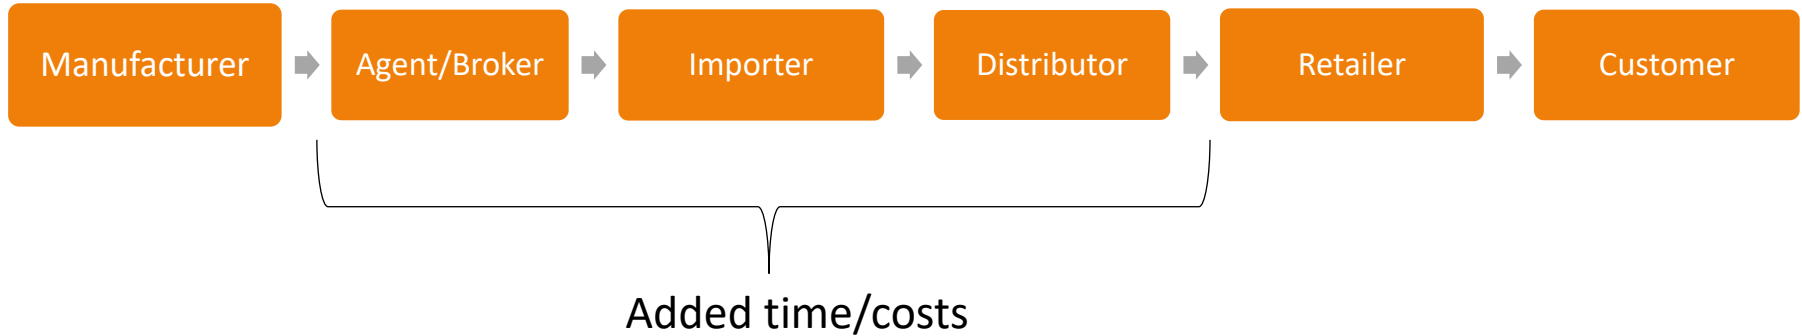 Manufacturer
Agent/Broker
Importer
Distributor
Retailer
Customer
Added time/costs